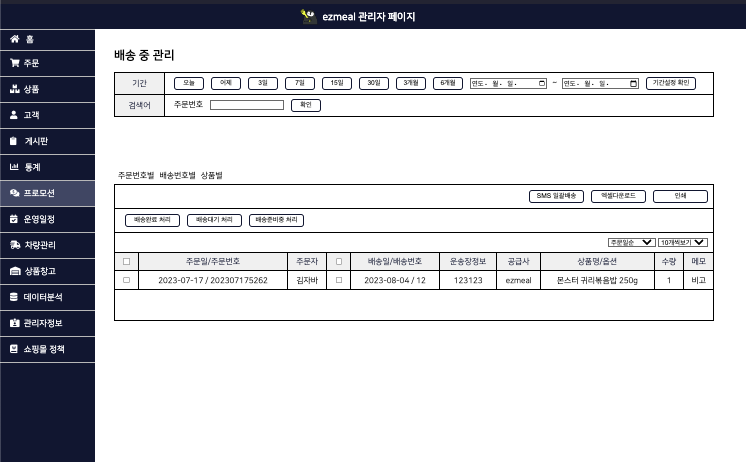 ezmeal 관리자 페이지
홈
주문
상품
고객
게시판
통계
프로모션
운영일정
차량관리
상품창고
데이터분석
관리자정보
쇼핑몰 정책
배송 중 관리
기간 오늘 어제 3일 7일 15일 30일 3개월 6개월 연도. 월. 일. ~ 연도. 월. 일. 기간설정 확인
검색어 주문번호 확인
주문번호별 배송번호별 상품별
SMS 일괄배송 엑셀다운로드 인쇄
배송완료 처리 배송대기 처리 배송준비중 처리
주문일순 10개씩보기
주문일/주문번호 주문자 배송일/배송번호 운송장정보 공급사 상품명/옵션 수량 메모
2023-07-17 / 202307175262 김자바 2023-08-04 / 12 123123 ezmeal 몬스터 귀리볶음밥 250g 1 비고